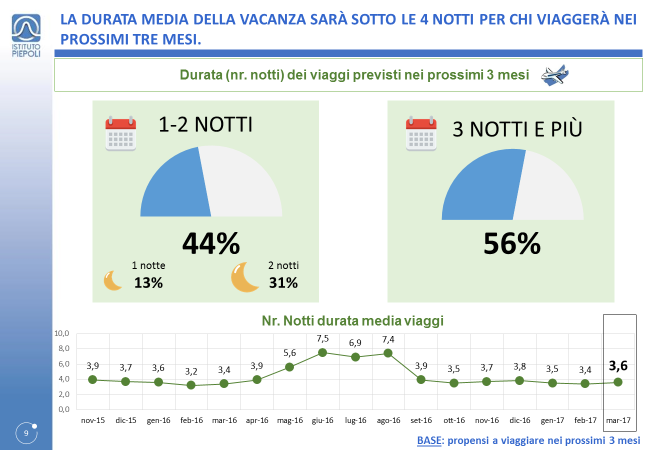 LA DURATA MEDIA DELLA VACANZA SARÀ SOTTO LE 4 NOTTI PER CHI VIAGGERÀ NEI
PROSSIMI TRE MESI.
ISTITUTO
PIEPOLI
Durata (nr. notti) dei viaggi previsti nei prossimi 3 mesi
1-2 NOTTI
44%
1 notte
13%
2 notti
31%
3 NOTTI E PIÙ
56%
Nr. Notti durata media viaggi
10,0
8,0
6,0
4,0
2,0
0,0
3,9 3,7 3,6 3,2 3,4 3,9 5,6 7,5 6,9 7,4 3,9 3,5 3,7 3,8 3,5 3,4 3,6
nov-15 dic-15 gen-16 feb-16 mar-16 apr-16 mag-16 giu-16 lug-16 ago-16 set-16 ott-16 nov-16 dic-16 gen-17 feb-17 mar-17
9
BASE: propensi a viaggiare nei prossimi 3 mesi